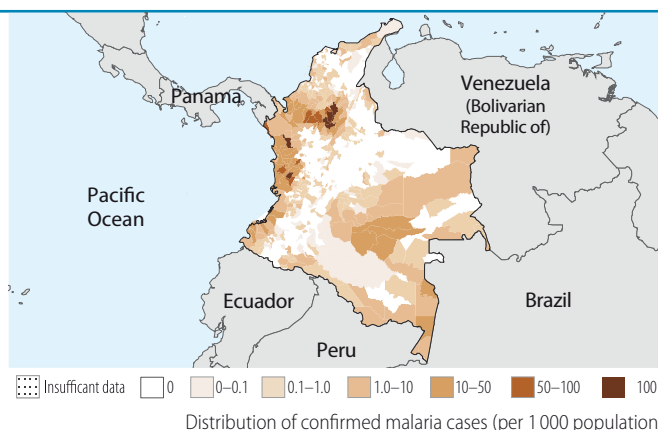 Panama
Venezuela
(Bolivarian
Republic of)
Pacific
Ocean
Ecuador
Brazil
Peru
Insufficant data 0 0–0.1 0.1–1.0 1.0–10 10–50 50–100 100
Distribution of confirmed malaria cases (per 1 000 population